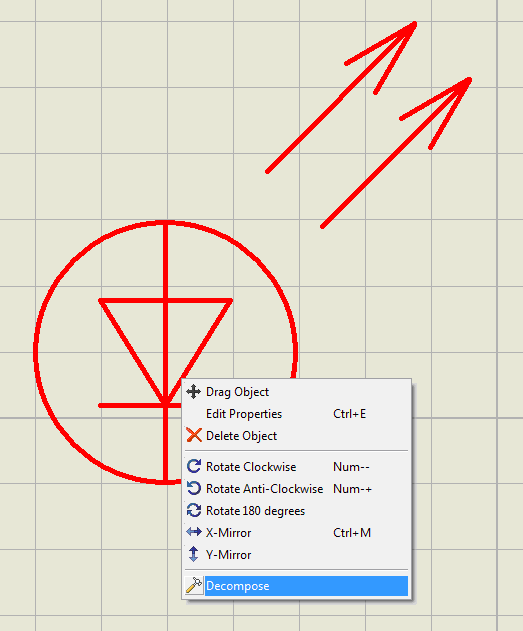 Drag Object
Edit Properties Ctrl+E
Delete Object
Rotate Clockwise Num--
Rotate Anti-Clockwise Num-+
Rotate 180 degrees
X-Mirror Ctrl+M
Y-Mirror
Decompose